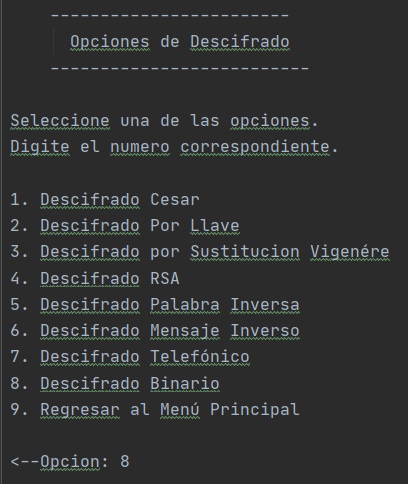 ------------------------
Opciones de Descifrado
--------------------------
Seleccione una de las opciones.
Digite el numero correspondiente.
1. Descifrado Cesar
2. Descifrado Por Llave
3. Descifrado por Sustitucion Vigenére
4. Descifrado RSA
5. Descifrado Palabra Inversa
6. Descifrado Mensaje Inverso
7. Descifrado Telefónico
8. Descifrado Binario
9. Regresar al Menú Principal
<--Opcion: 8